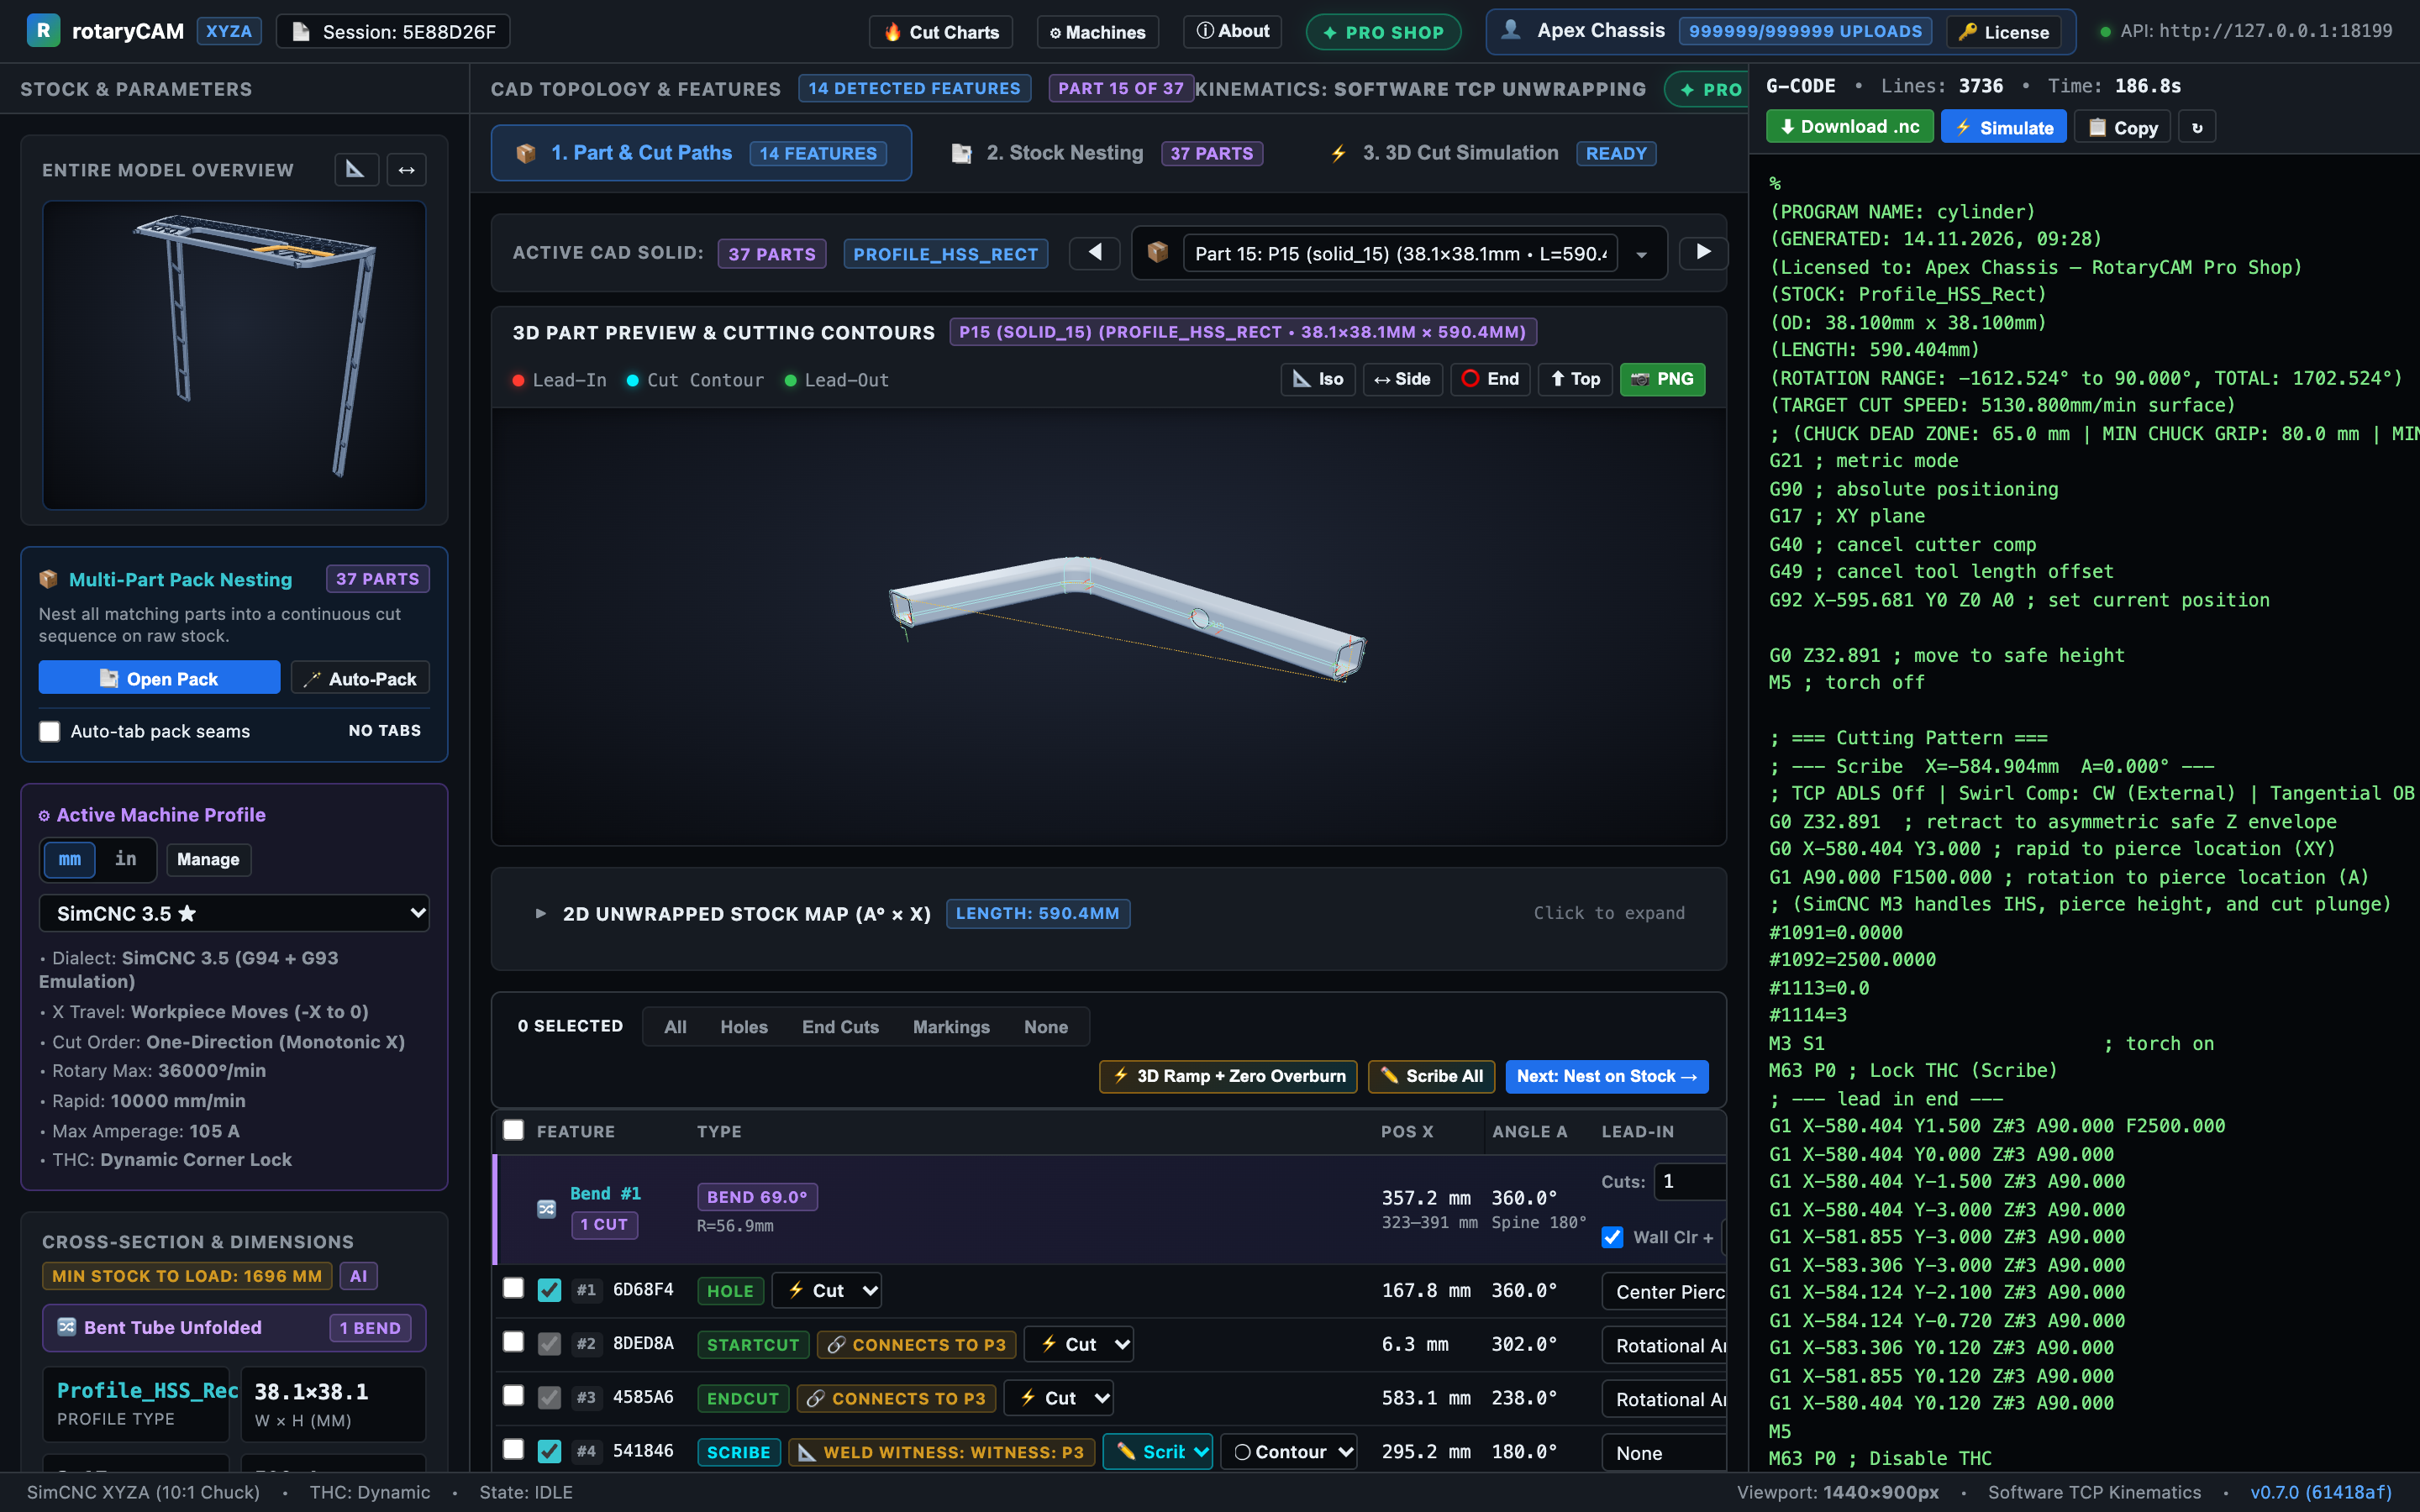 R rotaryCAM XYZA Session: 5E88D26F Cut Charts Machines About PRO SHOP Apex Chassis 999999/999999 UPLOADS License API: http://127.0.0.1:18199
STOCK & PARAMETERS
ENTIRE MODEL OVERVIEW
Multi-Part Pack Nesting 37 PARTS
Nest all matching parts into a continuous cut
sequence on raw stock.
Open Pack Auto-Pack
Auto-tab pack seams NO TABS
Active Machine Profile
mm in Manage
SimCNC 3.5 ★
• Dialect: SimCNC 3.5 (G94 + G93
Emulation)
• X Travel: Workpiece Moves (-X to 0)
• Cut Order: One-Direction (Monotonic X)
• Rotary Max: 36000°/min
• Rapid: 10000 mm/min
• Max Amperage: 105 A
• THC: Dynamic Corner Lock
CROSS-SECTION & DIMENSIONS
MIN STOCK TO LOAD: 1696 MM AI
Bent Tube Unfolded 1 BEND
Profile_HSS_Rec 38.1×38.1
PROFILE TYPE W × H (MM)
CAD TOPOLOGY & FEATURES 14 DETECTED FEATURES PART 15 OF 37 KINEMATICS: SOFTWARE TCP UNWRAPPING PRO
1. Part & Cut Paths 14 FEATURES 2. Stock Nesting 37 PARTS 3. 3D Cut Simulation READY
ACTIVE CAD SOLID: 37 PARTS PROFILE_HSS_RECT Part 15: P15 (solid_15) (38.1×38.1mm • L=590.4
3D PART PREVIEW & CUTTING CONTOURS P15 (SOLID_15) (PROFILE_HSS_RECT • 38.1×38.1MM × 590.4MM)
Lead-In Cut Contour Lead-Out Iso Side End Top PNG
2D UNWRAPPED STOCK MAP (A° × X) LENGTH: 590.4MM Click to expand
0 SELECTED All Holes End Cuts Markings None
3D Ramp + Zero Overburn Scribe All Next: Nest on Stock →
FEATURE TYPE POS X ANGLE A LEAD-IN
Bend #1 1 CUT BEND 69.0° R=56.9mm 357.2 mm 323–391 mm 360.0° Spine 180° Cuts: 1 Wall Clr +
#1 6D68F4 HOLE Cut 167.8 mm 360.0° Center Pierc
#2 8DED8A STARTCUT CONNECTS TO P3 Cut 6.3 mm 302.0° Rotational
#3 4585A6 ENDCUT CONNECTS TO P3 Cut 583.1 mm 238.0° Rotational
#4 541846 SCRIBE WELD WITNESS: WITNESS: P3 Scrib Contour 295.2 mm 180.0° None
G-CODE • Lines: 3736 • Time: 186.8s
Download .nc Simulate Copy ↻
%
(PROGRAM NAME: cylinder)
(GENERATED: 14.11.2026, 09:28)
(Licensed to: Apex Chassis – RotaryCAM Pro Shop)
(STOCK: Profile_HSS_Rect)
(OD: 38.100mm x 38.100mm)
(LENGTH: 590.404mm)
(ROTATION RANGE: -1612.524° to 90.000°, TOTAL: 1702.524°)
(TARGET CUT SPEED: 5130.800mm/min surface)
; (CHUCK DEAD ZONE: 65.0 mm | MIN CHUCK GRIP: 80.0 mm | MIN
G21 ; metric mode
G90 ; absolute positioning
G17 ; XY plane
G40 ; cancel cutter comp
G49 ; cancel tool length offset
G92 X-595.681 Y0 Z0 A0 ; set current position
G0 Z32.891 ; move to safe height
M5 ; torch off
; === Cutting Pattern ===
; --- Scribe X=-584.904mm A=0.000° ---
; TCP ADLS Off | Swirl Comp: CW (External) | Tangential OB
G0 Z32.891 ; retract to asymmetric safe Z envelope
G0 X-580.404 Y3.000 ; rapid to pierce location (XY)
G1 A90.000 F1500.000 ; rotation to pierce location (A)
; (SimCNC M3 handles IHS, pierce height, and cut plunge)
#1091=0.0000
#1092=2500.0000
#1113=0.0
#1114=3
M3 S1 ; torch on
M63 P0 ; Lock THC (Scribe)
; --- lead in end ---
G1 X-580.404 Y1.500 Z#3 A90.000 F2500.000
G1 X-580.404 Y0.000 Z#3 A90.000
G1 X-580.404 Y-1.500 Z#3 A90.000
G1 X-580.404 Y-3.000 Z#3 A90.000
G1 X-581.855 Y-3.000 Z#3 A90.000
G1 X-583.306 Y-3.000 Z#3 A90.000
G1 X-584.124 Y-2.100 Z#3 A90.000
G1 X-584.124 Y-0.720 Z#3 A90.000
G1 X-583.306 Y0.120 Z#3 A90.000
G1 X-581.855 Y0.120 Z#3 A90.000
G1 X-580.404 Y0.120 Z#3 A90.000
M5
M63 P0 ; Disable THC
SimCNC XYZA (10:1 Chuck) • THC: Dynamic • State: IDLE Viewport: 1440×900px • Software TCP Kinematics • v0.7.0 (61418af)